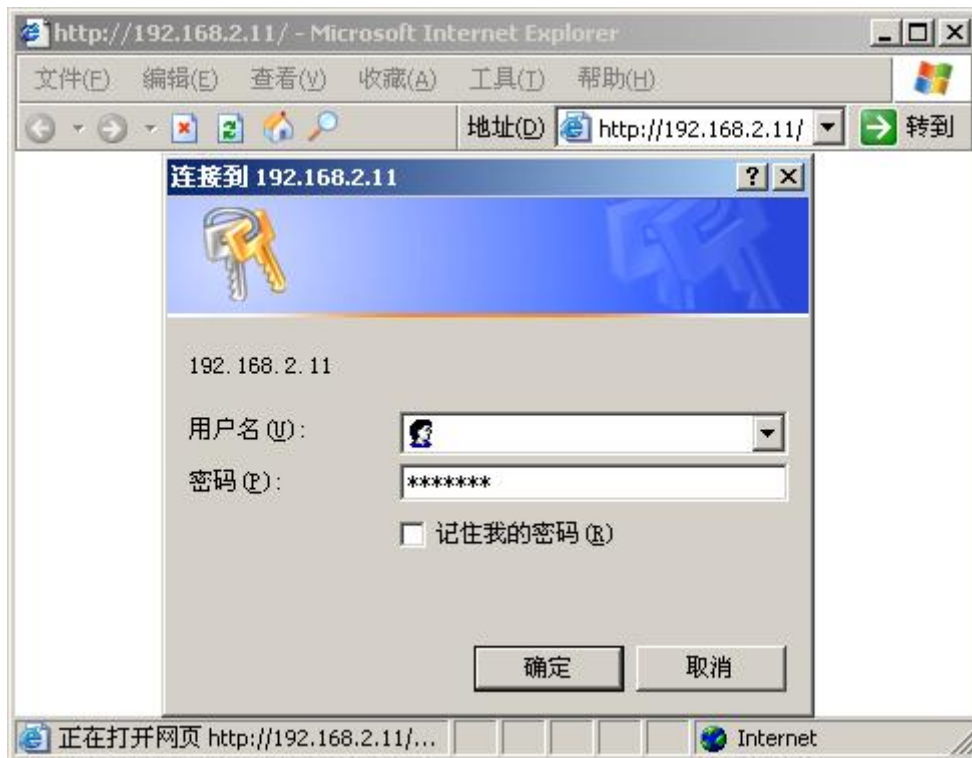 http://192.168.2.11/ - Microsoft Internet Explorer
文件(F) 编辑(E) 查看(V) 收藏(A) 工具(T) 帮助(H)
地址(D) http://192.168.2.11/ 转到
连接到 192.168.2.11
192.168.2.11
用户名(U):
密码(P): *******
记住我的密码(R)
确定 取消
正在打开网页 http://192.168.2.11/... Internet